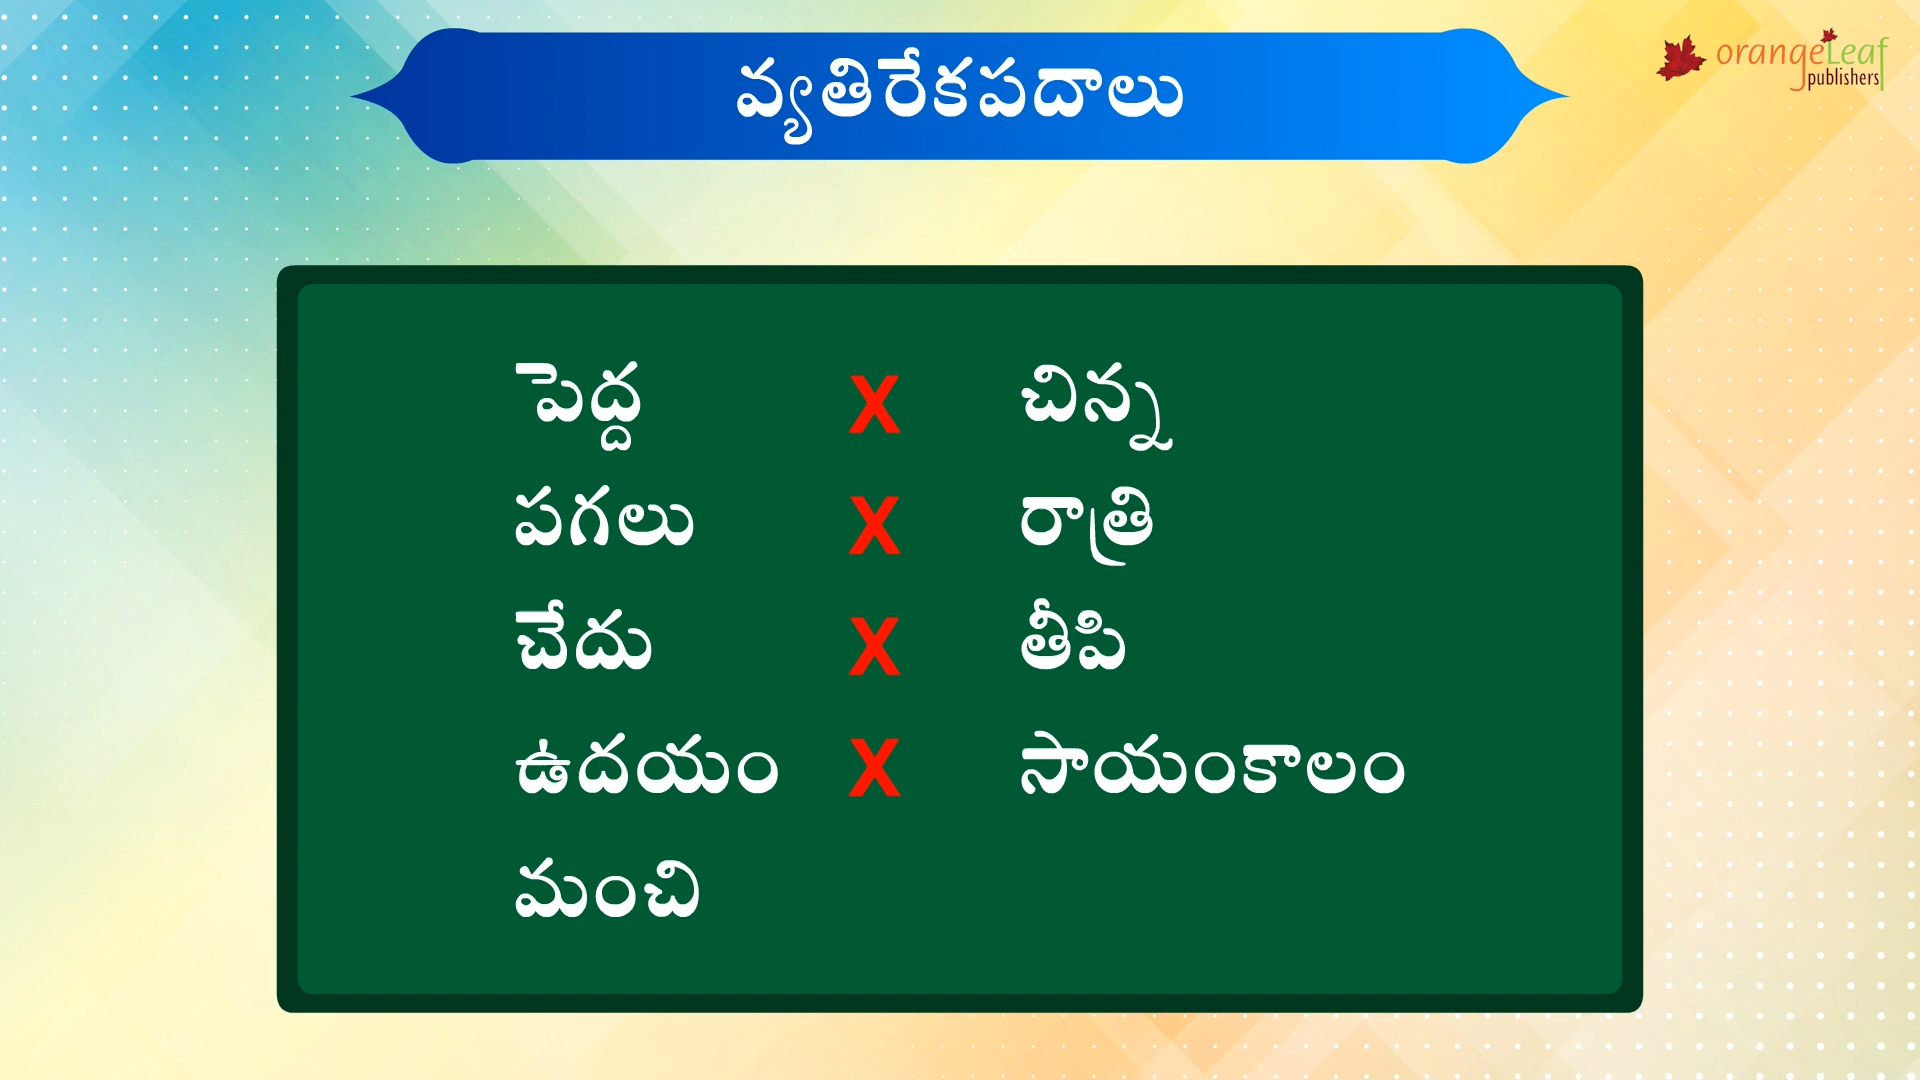 వ్యతిరేకపదాలు
orangeLeaf
publishers
పెద్ద X చిన్న
పగలు X రాత్రి
చేదు X తీపి
ఉదయం X సాయంకాలం
మంచి